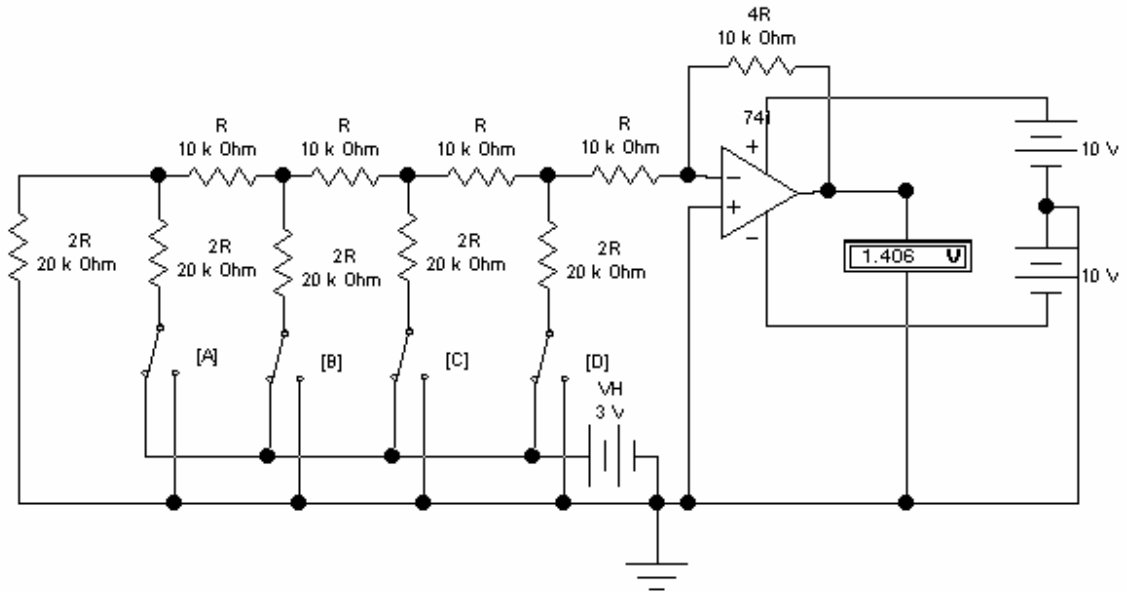 4R
10 k Ohm
741
+
R
10 k Ohm
R
10 k Ohm
R
10 k Ohm
R
10 k Ohm
10 V
−
+
−
2R
20 k Ohm
2R
20 k Ohm
2R
20 k Ohm
2R
20 k Ohm
2R
20 k Ohm
1.406 V
10 V
[A]
[B]
[C]
[D]
VH
3 V